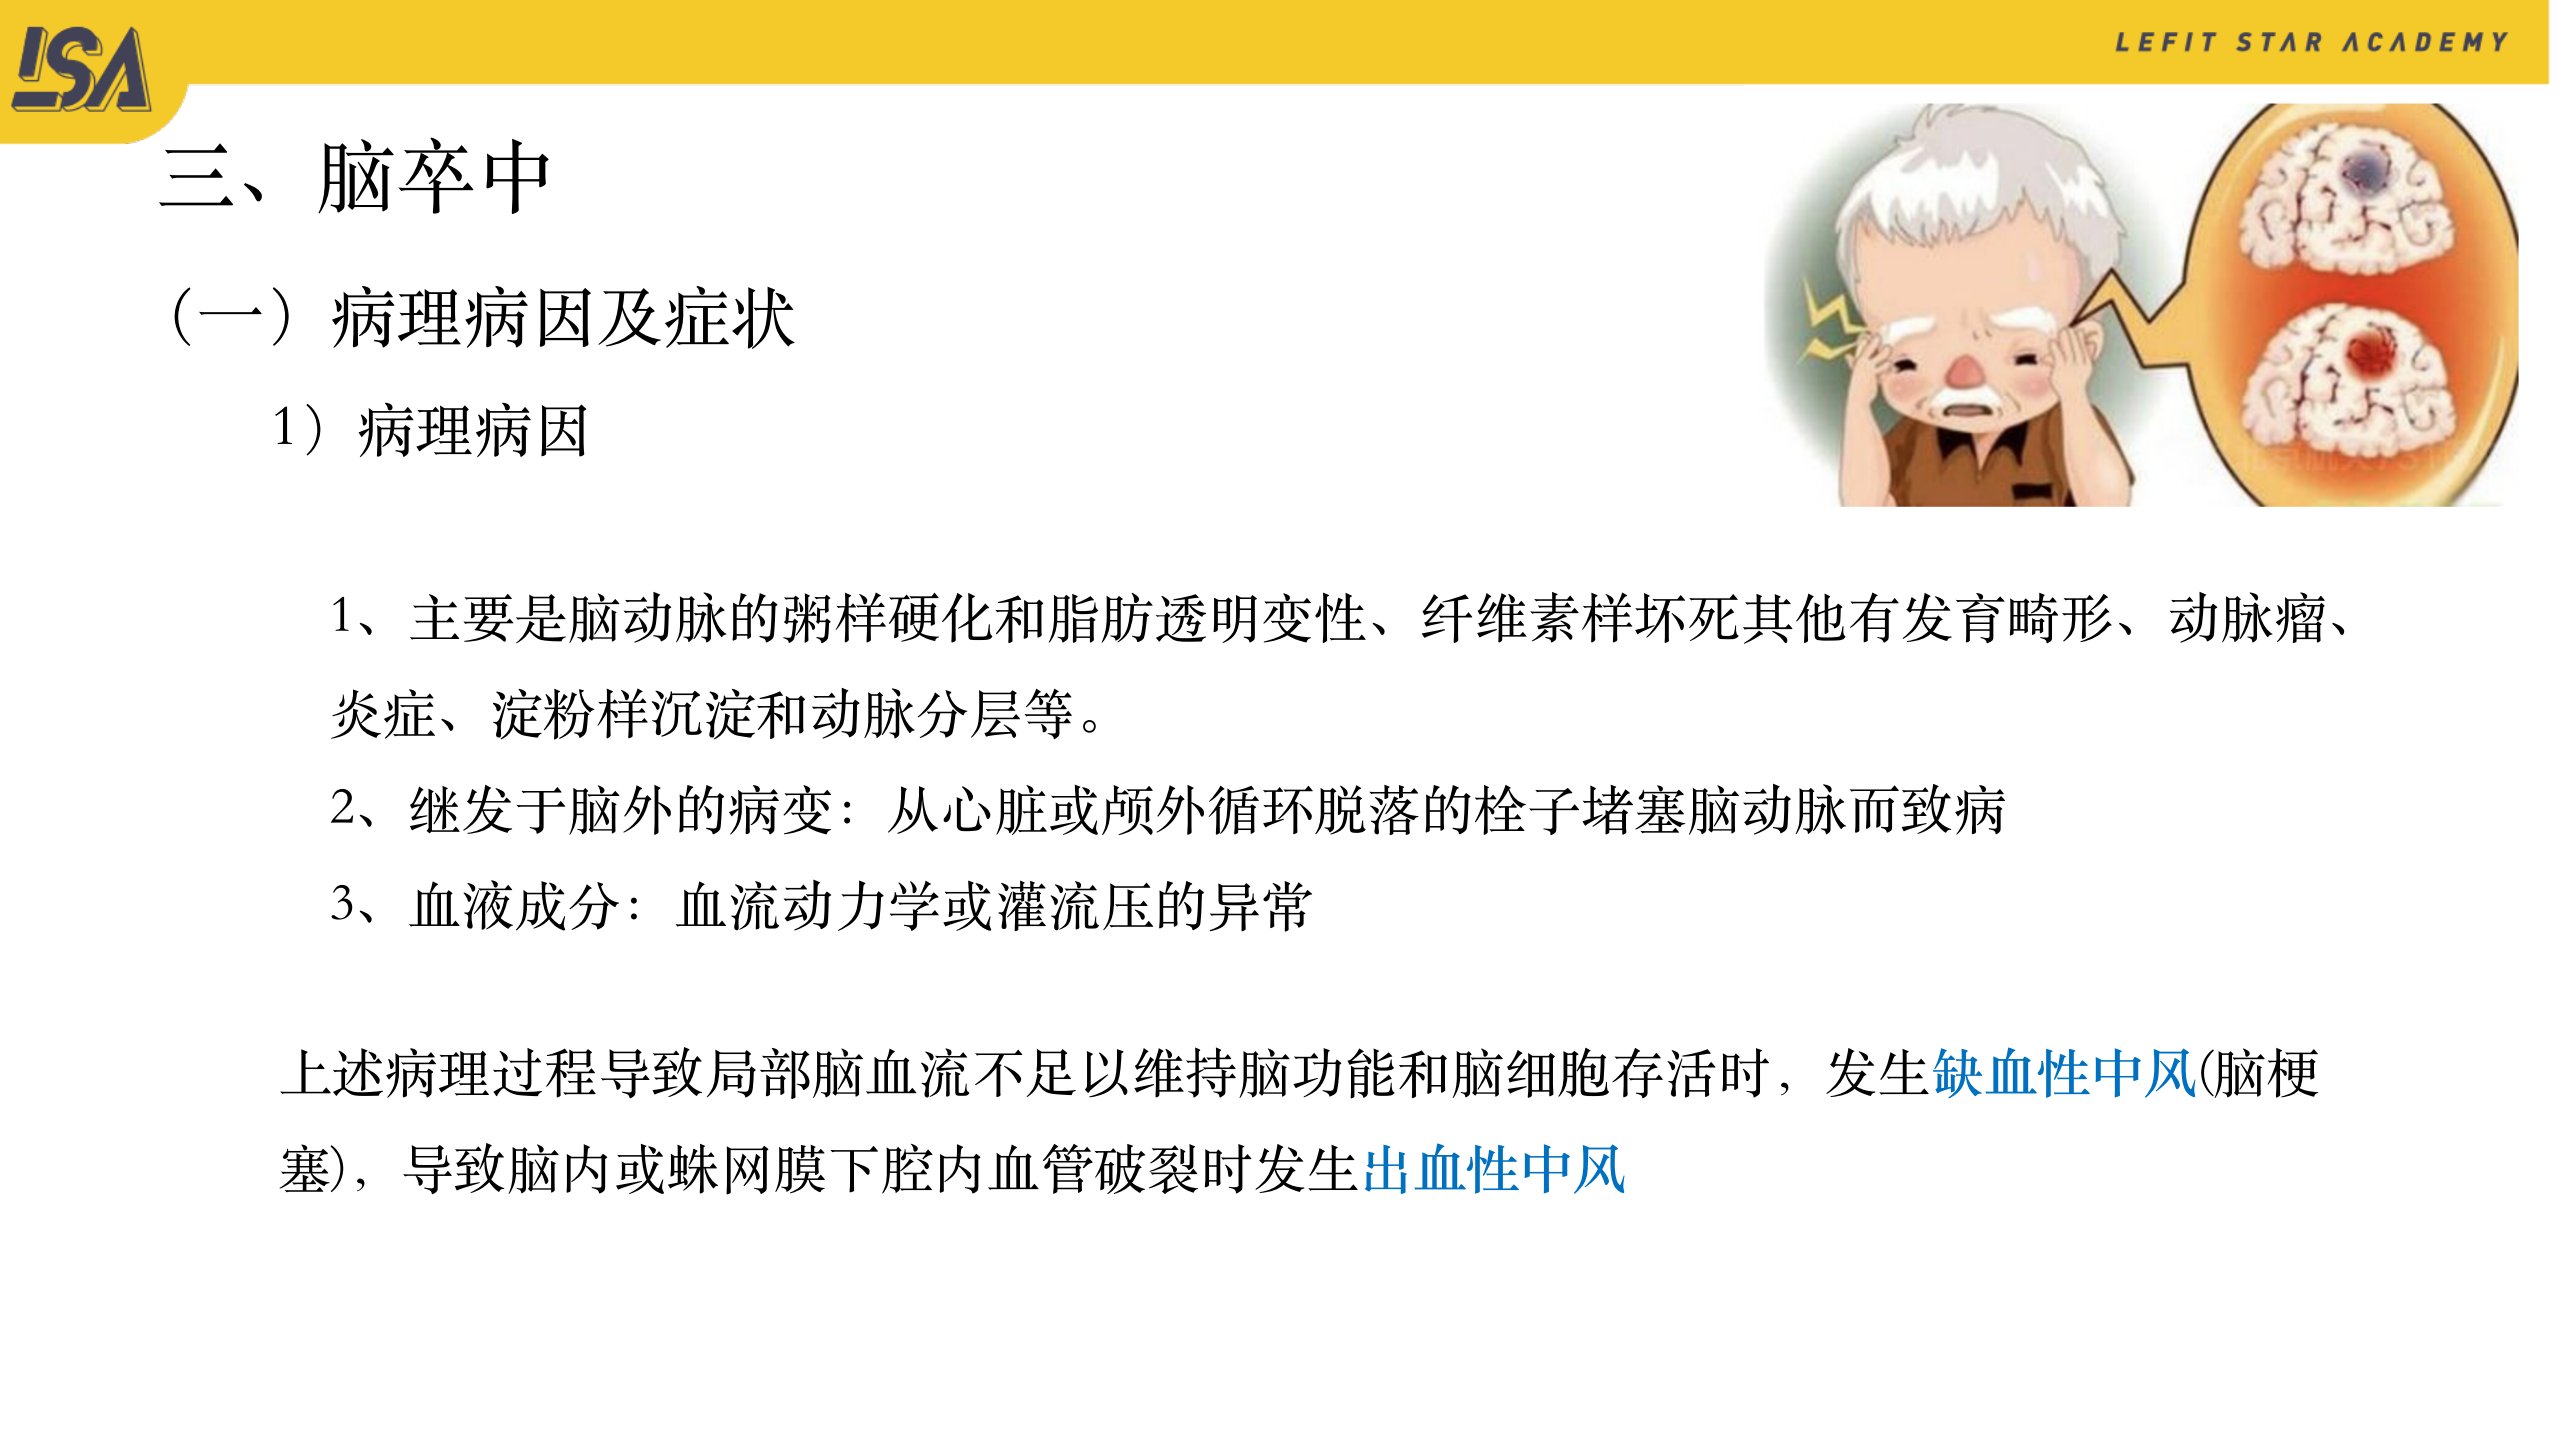 LSA
LEFIT STAR ACADEMY
三、脑卒中
（一）病理病因及症状
1）病理病因
1、主要是脑动脉的粥样硬化和脂肪透明变性、纤维素样坏死其他有发育畸形、动脉瘤、
炎症、淀粉样沉淀和动脉分层等。
2、继发于脑外的病变：从心脏或颅外循环脱落的栓子堵塞脑动脉而致病
3、血液成分：血流动力学或灌流压的异常
上述病理过程导致局部脑血流不足以维持脑功能和脑细胞存活时，发生缺血性中风(脑梗
塞)，导致脑内或蛛网膜下腔内血管破裂时发生出血性中风